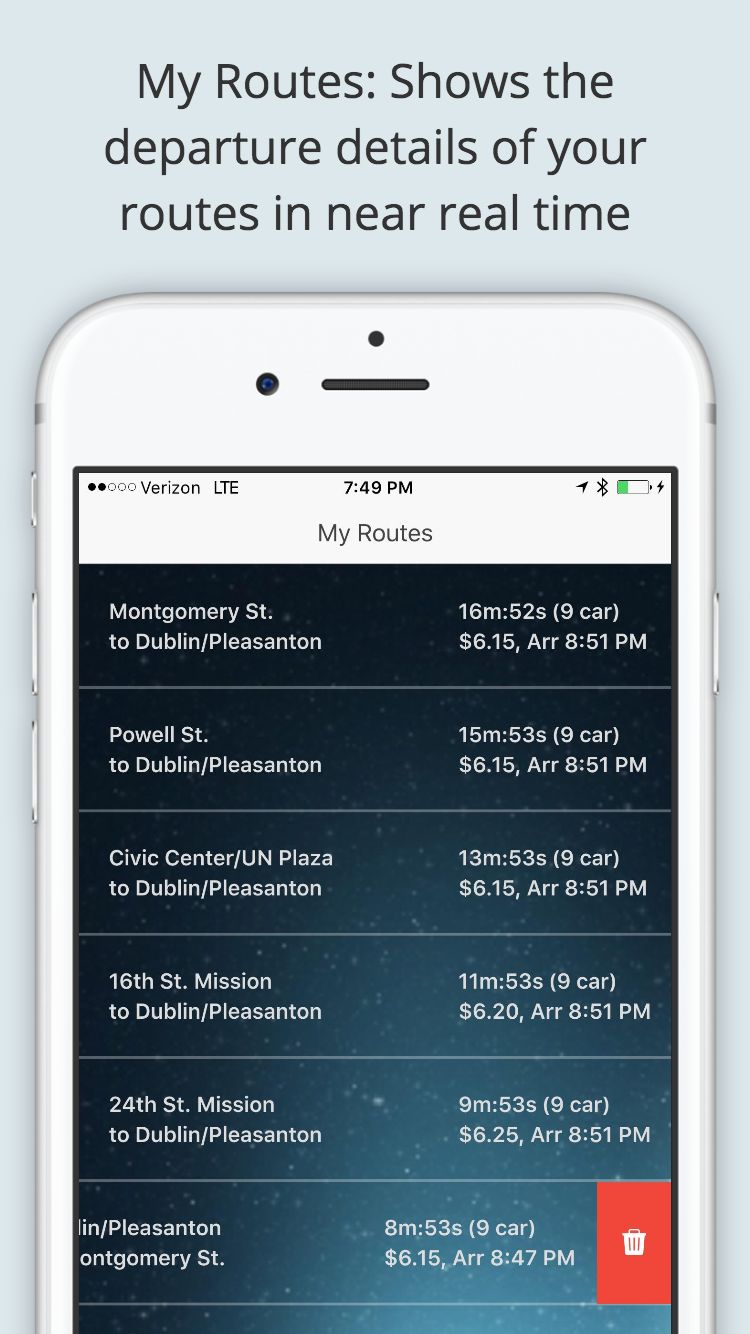 My Routes: Shows the
departure details of your
routes in near real time
Verizon LTE 7:49 PM
My Routes
Montgomery St. 16m:52s (9 car)
to Dublin/Pleasanton $6.15, Arr 8:51 PM
Powell St. 15m:53s (9 car)
to Dublin/Pleasanton $6.15, Arr 8:51 PM
Civic Center/UN Plaza 13m:53s (9 car)
to Dublin/Pleasanton $6.15, Arr 8:51 PM
16th St. Mission 11m:53s (9 car)
to Dublin/Pleasanton $6.20, Arr 8:51 PM
24th St. Mission 9m:53s (9 car)
to Dublin/Pleasanton $6.25, Arr 8:51 PM
lin/Pleasanton 8m:53s (9 car)
ontgomery St. $6.15, Arr 8:47 PM